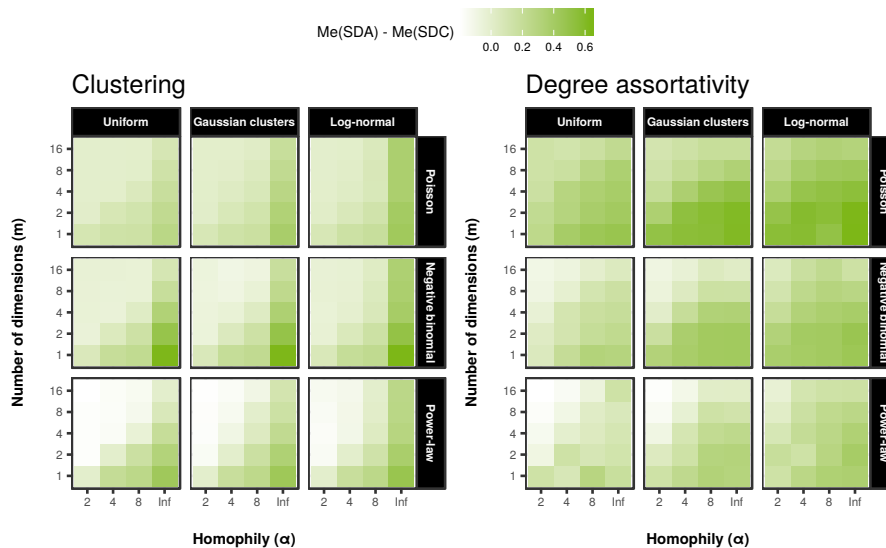 Me(SDA) - Me(SDC)
0.0 0.2 0.4 0.6
Clustering
Uniform Gaussian clusters Log-normal
Number of dimensions (m)
16
8
4
2
1
Poisson
16
8
4
2
1
Negative binomial
16
8
4
2
1
Power-law
2 4 8 Inf 2 4 8 Inf 2 4 8 Inf
Homophily (α)
Degree assortativity
Uniform Gaussian clusters Log-normal
Number of dimensions (m)
16
8
4
2
1
Poisson
16
8
4
2
1
Negative binomial
16
8
4
2
1
Power-law
2 4 8 Inf 2 4 8 Inf 2 4 8 Inf
Homophily (α)